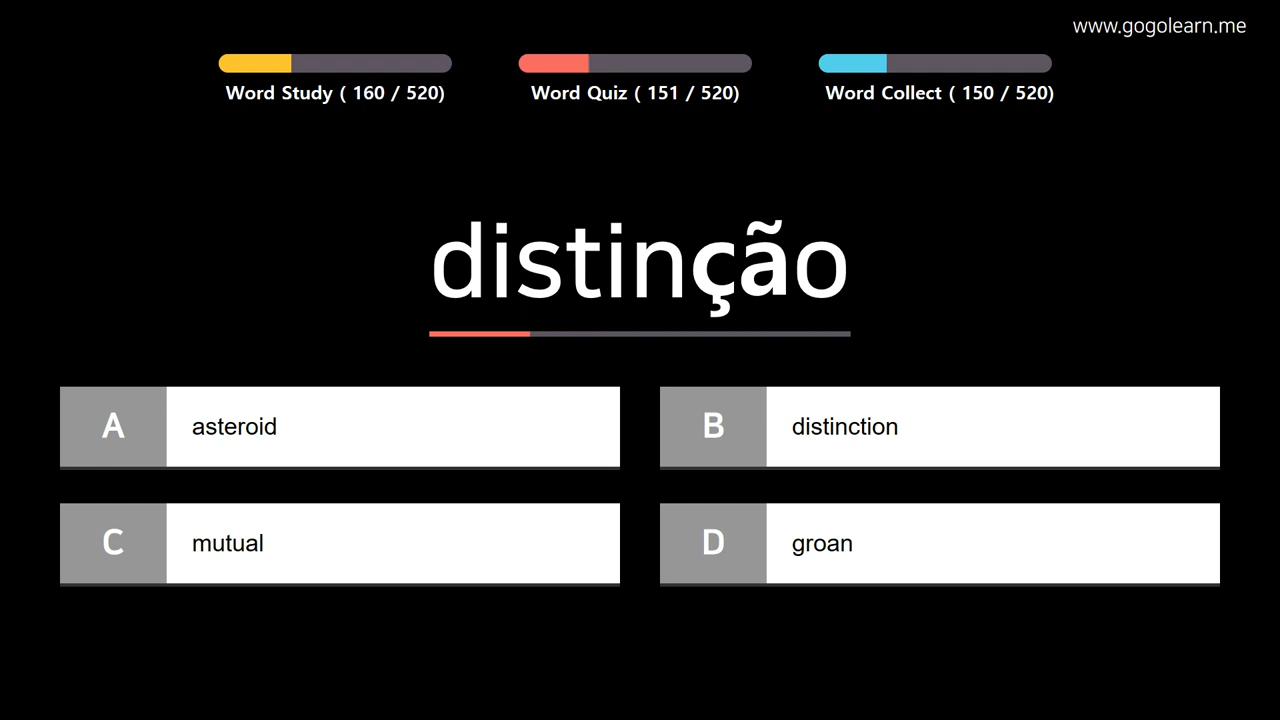 www.gogolearn.me
Word Study ( 160 / 520)
Word Quiz ( 151 / 520)
Word Collect ( 150 / 520)
distinção
A asteroid
B distinction
C mutual
D groan